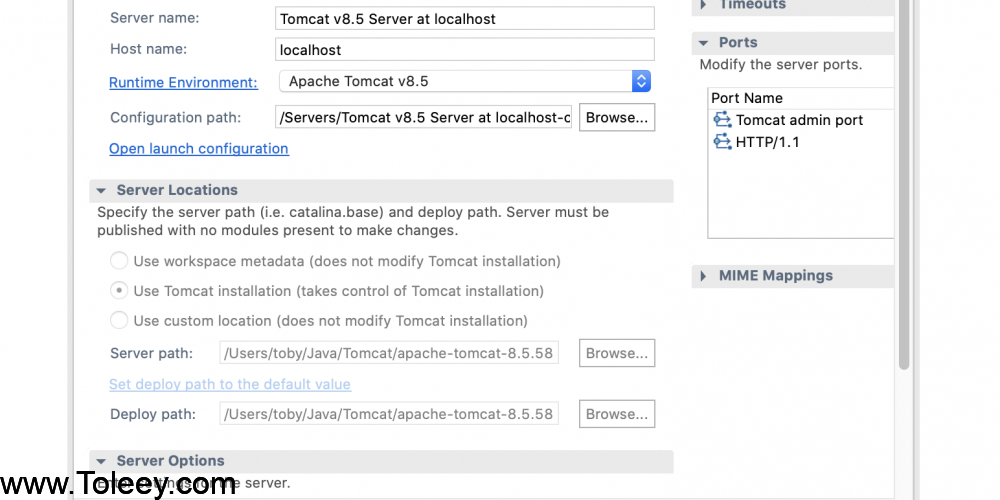 Server name: Tomcat v8.5 Server at localhost
Host name: localhost
Runtime Environment: Apache Tomcat v8.5
Configuration path: /Servers/Tomcat v8.5 Server at localhost-c Browse...
Open launch configuration
Server Locations
Specify the server path (i.e. catalina.base) and deploy path. Server must be
published with no modules present to make changes.
Use workspace metadata (does not modify Tomcat installation)
Use Tomcat installation (takes control of Tomcat installation)
Use custom location (does not modify Tomcat installation)
Server path: /Users/toby/Java/Tomcat/apache-tomcat-8.5.58 Browse...
Set deploy path to the default value
Deploy path: /Users/toby/Java/Tomcat/apache-tomcat-8.5.58 Browse...
Server Options
Enter settings for the server.
Timeouts
Ports
Modify the server ports.
Port Name
Tomcat admin port
HTTP/1.1
MIME Mappings
www.Toleey.com